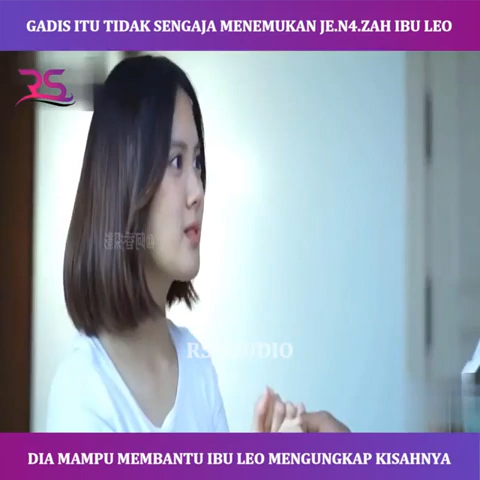 GADIS ITU TIDAK SENGAJA MENEMUKAN JE.N4.ZAH IBU LEO
RS
RS STUDIO
DIA MAMPU MEMBANTU IBU LEO MENGUNGKAP KISAHNYA